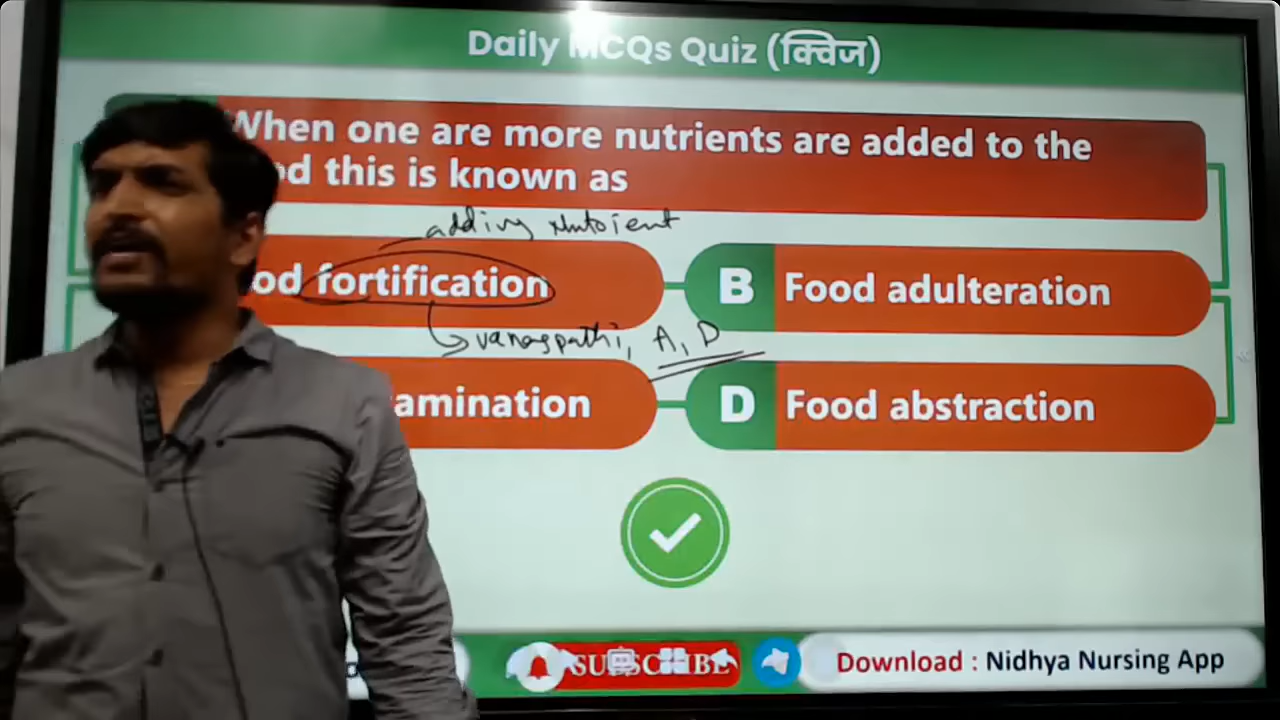 Daily MCQs Quiz (क्विज)
When one are more nutrients are added to the
od this is known as
adding Nutrient
od fortification
B Food adulteration
vanaspathi, A, D
amination
D Food abstraction
SUBSCRIBE
Download : Nidhya Nursing App